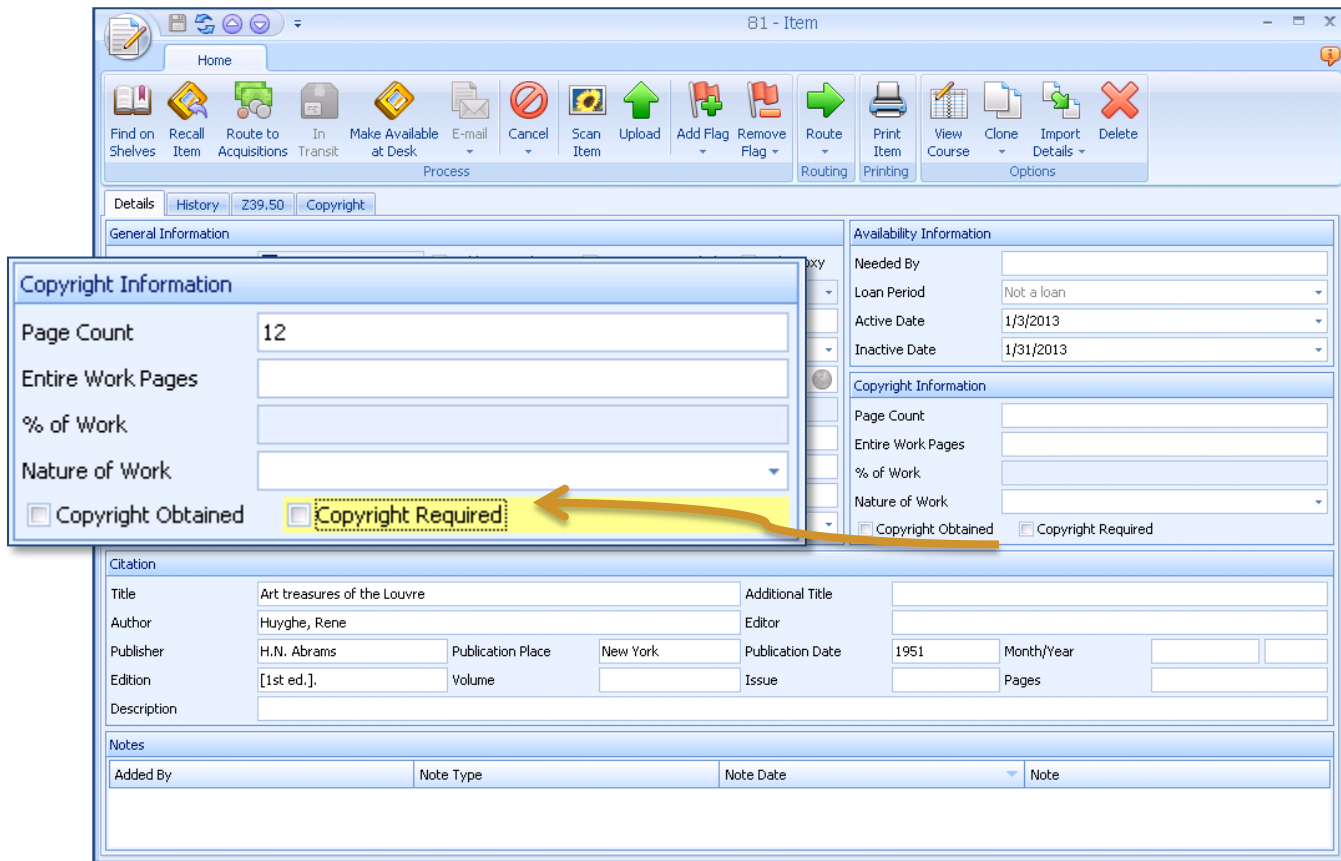 81 - Item
Home
Find on Shelves
Recall Item
Route to Acquisitions
In Transit
Make Available at Desk
E-mail
Cancel
Scan Item
Upload
Add Flag
Remove Flag
Route
Print Item
View Course
Clone
Import Details
Delete
Process
Routing
Printing
Options
Details History Z39.50 Copyright
General Information
Availability Information
Needed By
Loan Period Not a loan
Active Date 1/3/2013
Inactive Date 1/31/2013
Copyright Information
Page Count 12
Entire Work Pages
% of Work
Nature of Work
Copyright Obtained Copyright Required
Copyright Information
Page Count
Entire Work Pages
% of Work
Nature of Work
Copyright Obtained Copyright Required
Citation
Title Art treasures of the Louvre Additional Title
Author Huyghe, Rene Editor
Publisher H.N. Abrams Publication Place New York Publication Date 1951 Month/Year
Edition [1st ed.]. Volume Issue Pages
Description
Notes
Added By Note Type Note Date Note